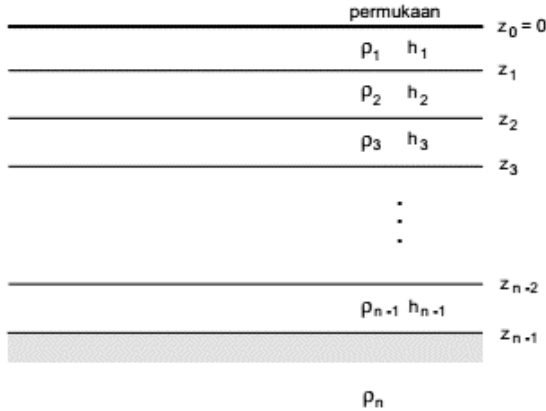 permukaan
z₀ = 0
ρ₁ h₁
z₁
ρ₂ h₂
z₂
ρ₃ h₃
z₃
zₙ₋₂
ρₙ₋₁ hₙ₋₁
zₙ₋₁
ρₙ